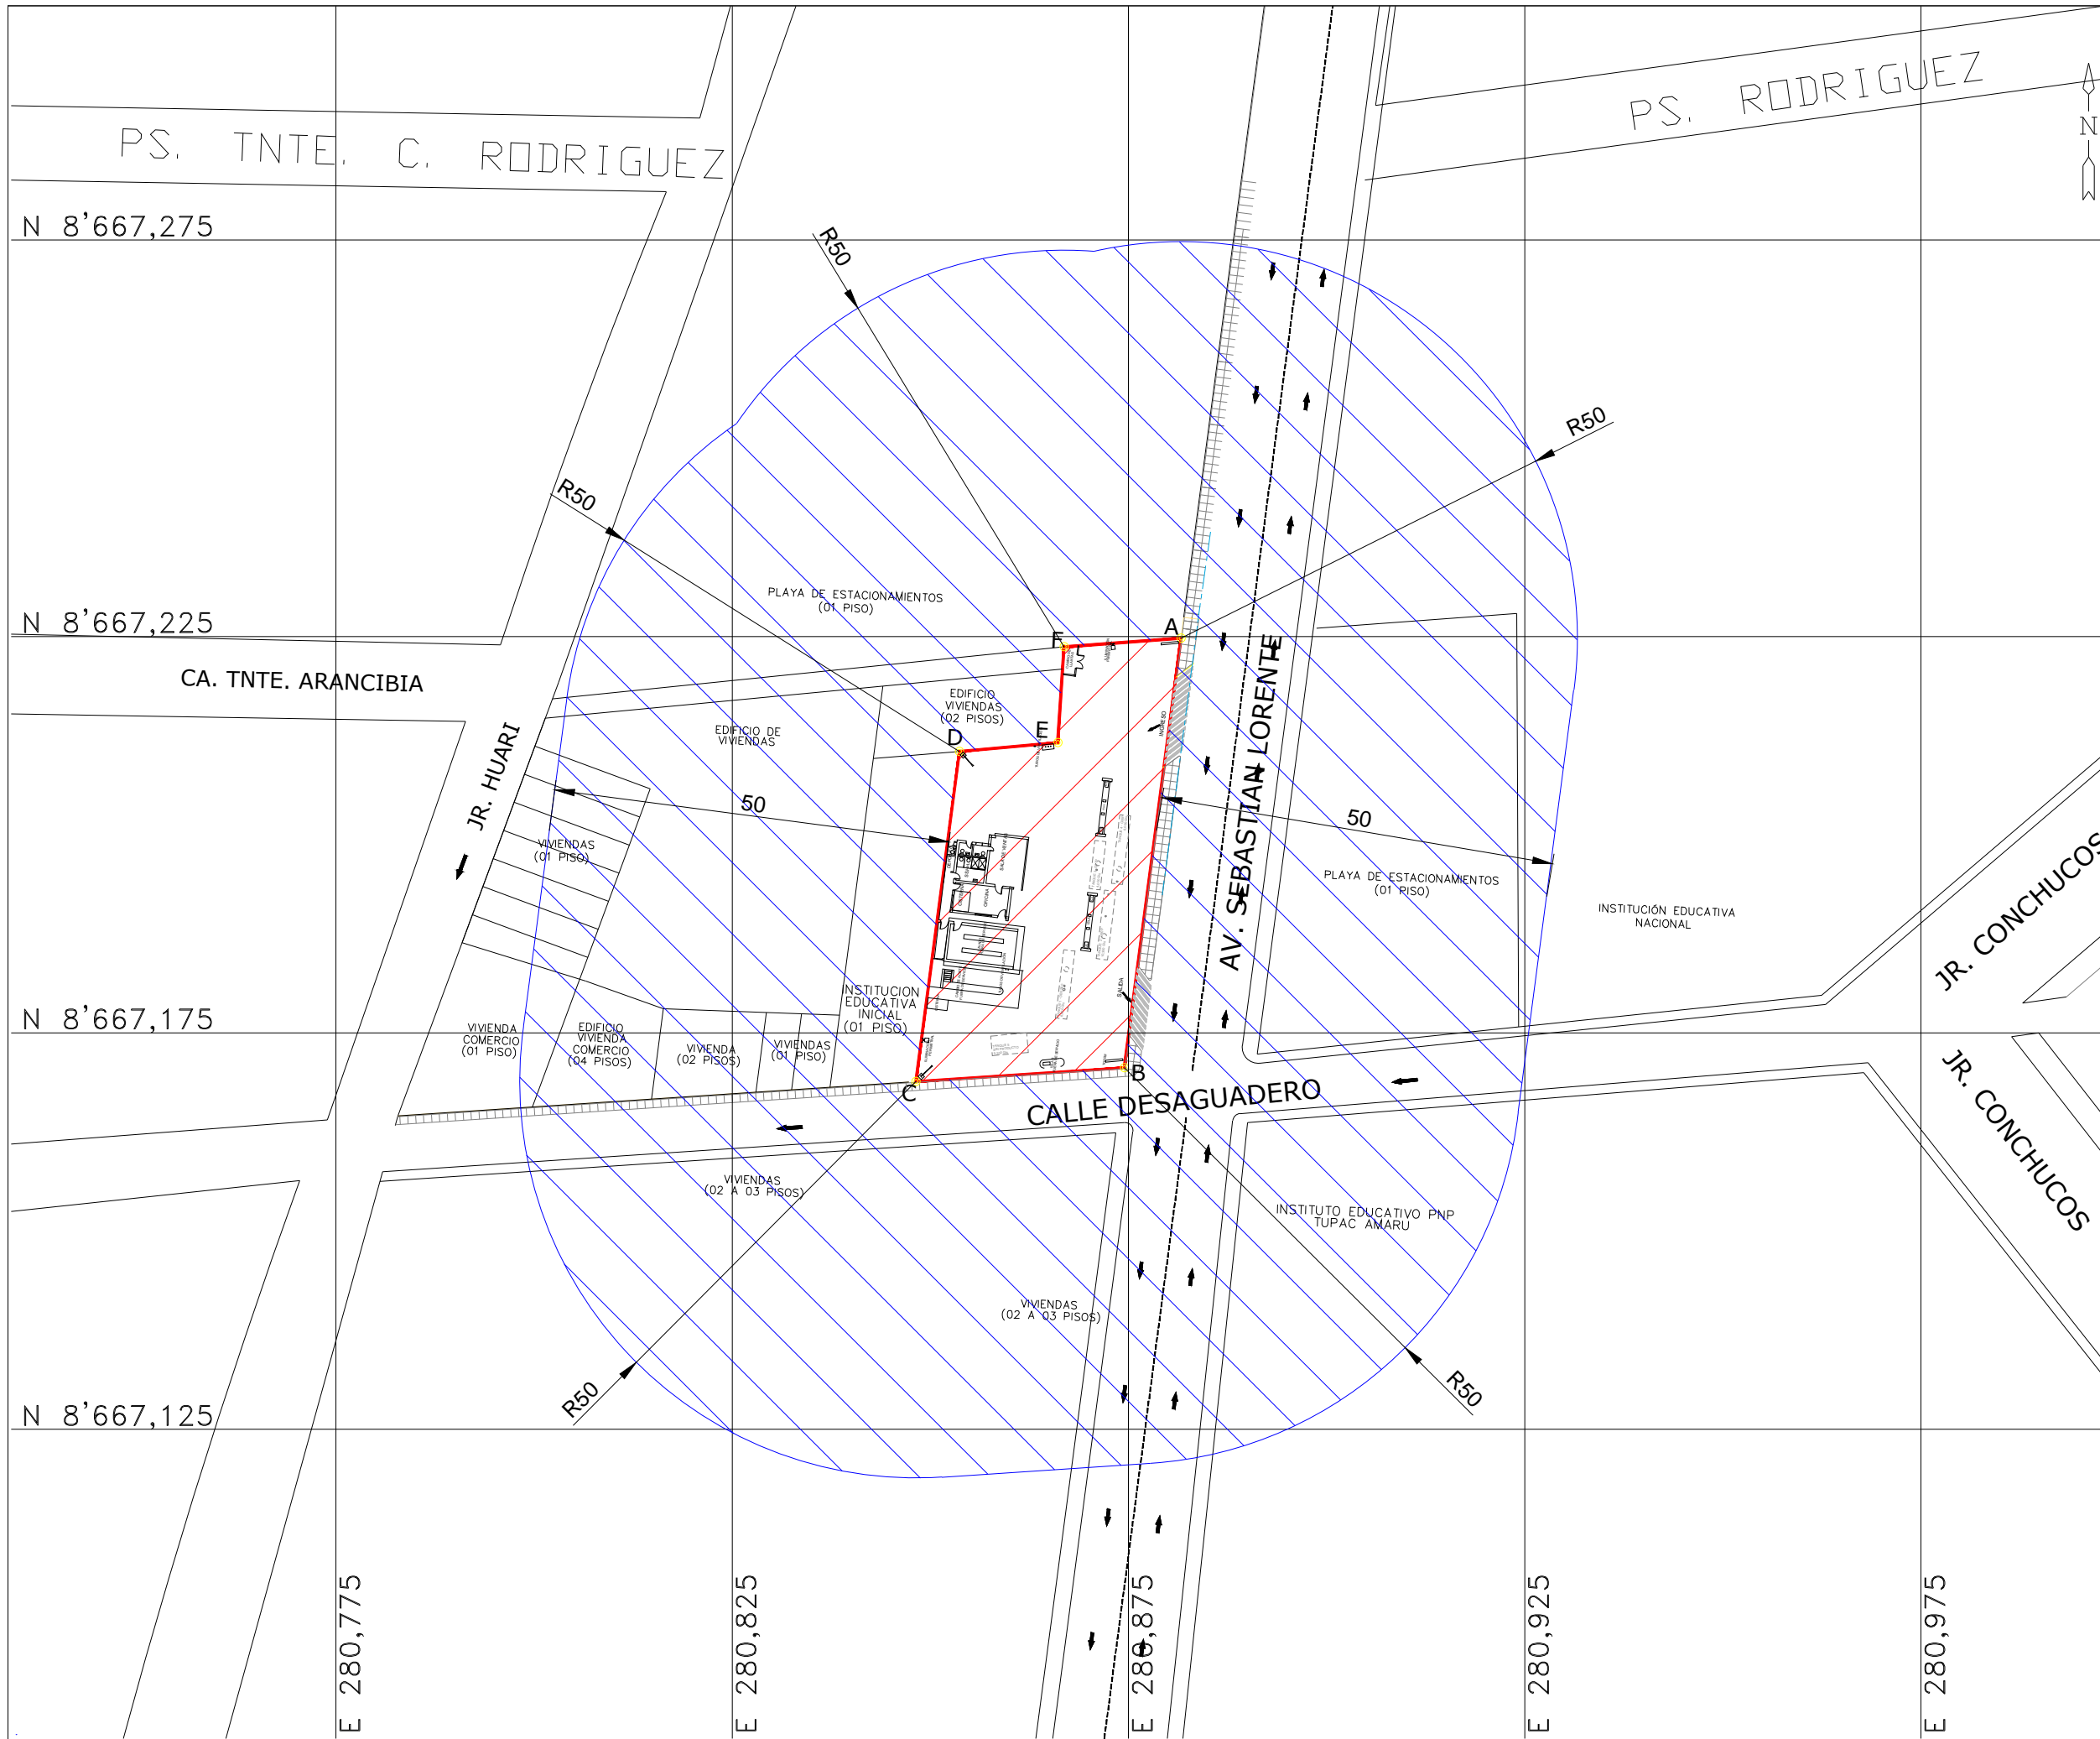 PS. TNTE. C. RODRIGUEZ
PS. RODRIGUEZ
N
N 8'667,275
R50
R50
R50
PLAYA DE ESTACIONAMIENTOS
(01 PISO)
N 8'667,225
F
A
CA. TNTE. ARANCIBIA
EDIFICIO
VIVIENDAS
(02 PISOS)
E
D
EDIFICIO DE
VIVIENDAS
INGRESO
JR. HUARI
AV. SEBASTIAN LORENTE
50
50
VIVIENDAS
(01 PISO)
PLAYA DE ESTACIONAMIENTOS
(01 PISO)
INSTITUCIÓN EDUCATIVA
NACIONAL
JR. CONCHUCOS
SALIDA
INSTITUCION
EDUCATIVA
INICIAL
(01 PISO)
N 8'667,175
VIVIENDA
COMERCIO
(01 PISO)
EDIFICIO
VIVIENDA
COMERCIO
(04 PISOS)
VIVIENDA
(02 PISOS)
VIVIENDAS
(01 PISO)
C
B
CALLE DESAGUADERO
JR. CONCHUCOS
VIVIENDAS
(02 A 03 PISOS)
INSTITUTO EDUCATIVO PNP
TUPAC AMARU
VIVIENDAS
(02 A 03 PISOS)
R50
R50
N 8'667,125
E 280,775
E 280,825
E 280,875
E 280,925
E 280,975